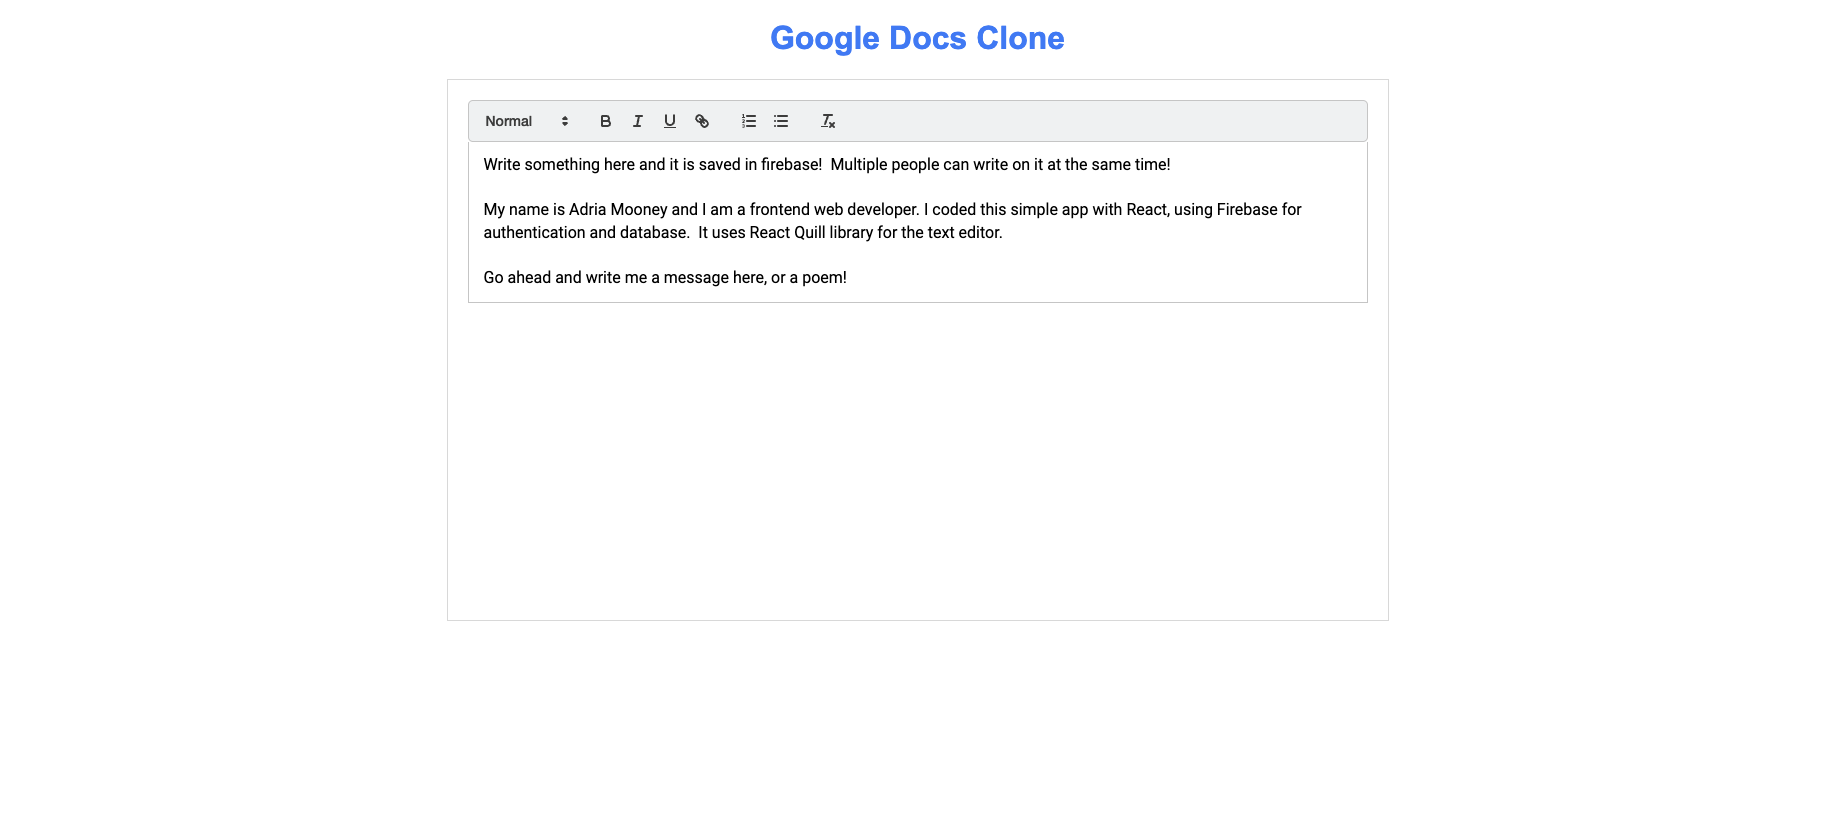 Google Docs Clone
Normal
Write something here and it is saved in firebase!  Multiple people can write on it at the same time!
My name is Adria Mooney and I am a frontend web developer. I coded this simple app with React, using Firebase for
authentication and database.  It uses React Quill library for the text editor.
Go ahead and write me a message here, or a poem!